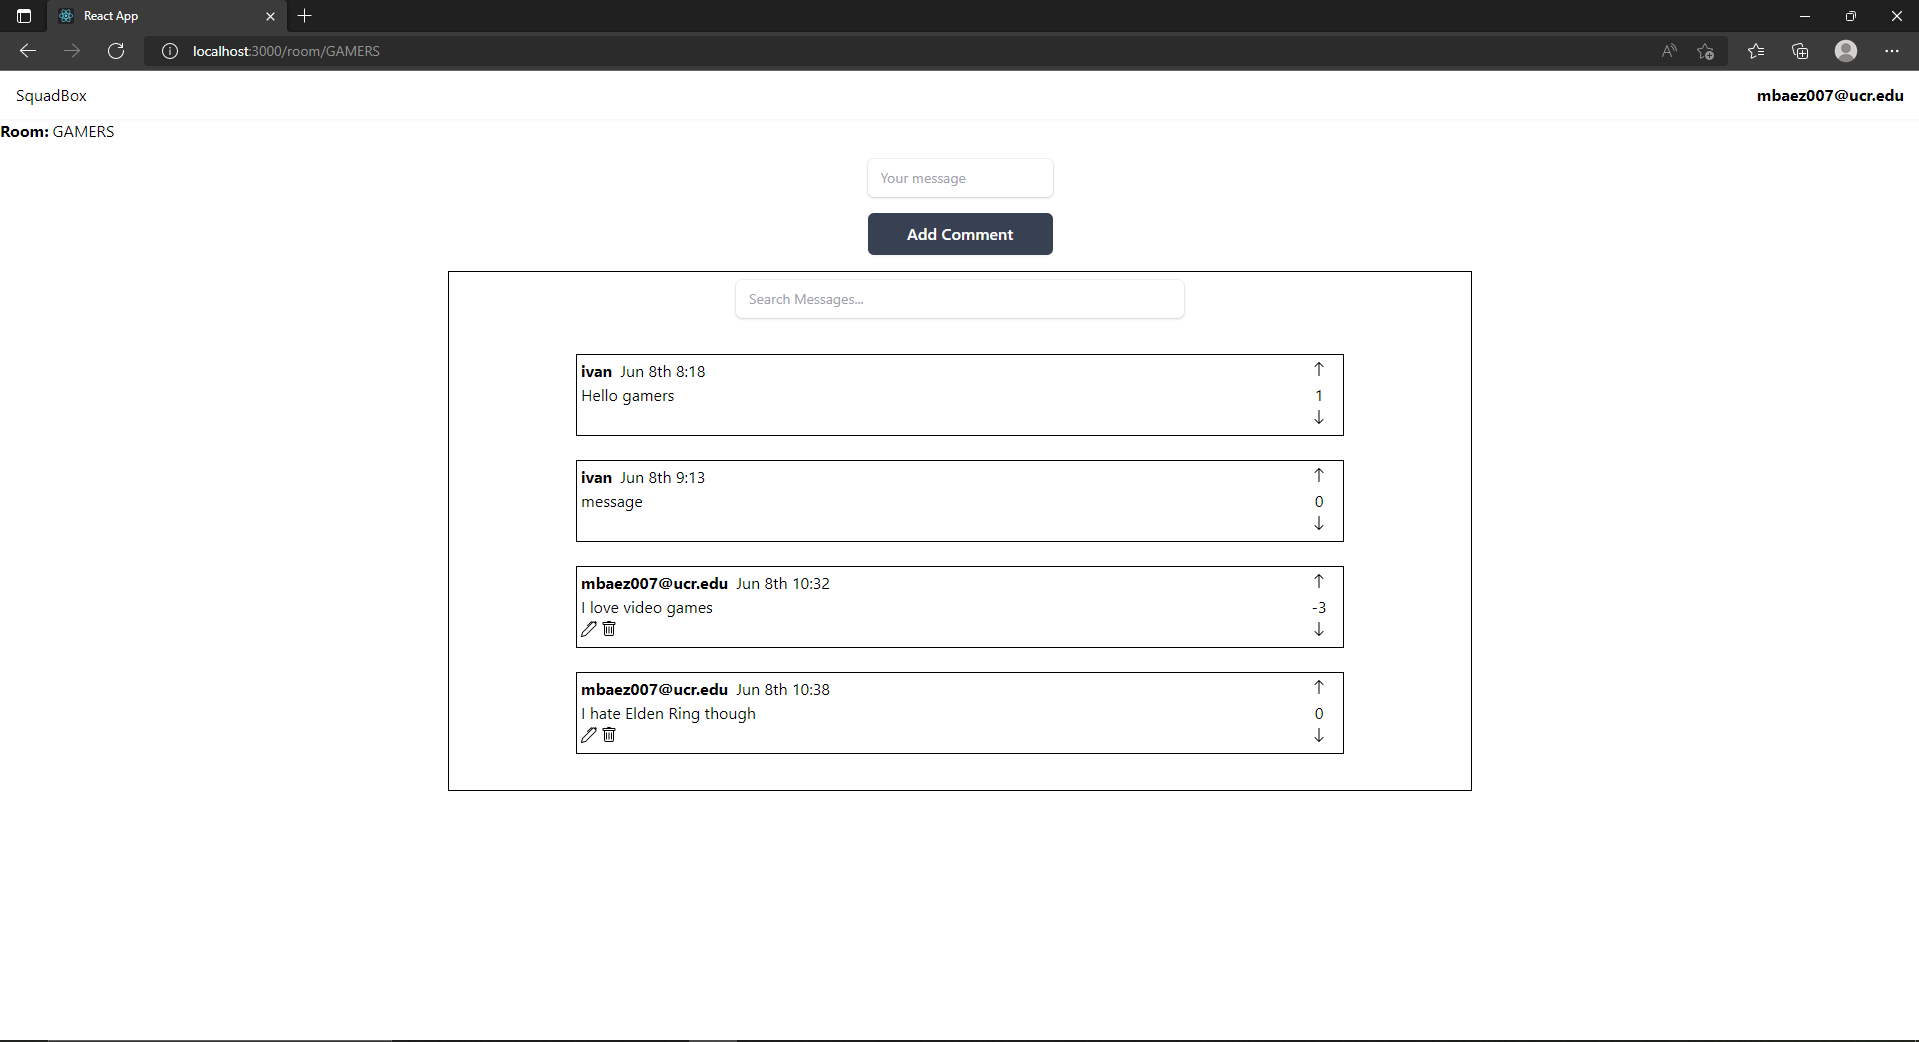 React App
localhost:3000/room/GAMERS
SquadBox
mbaez007@ucr.edu
Room: GAMERS
Your message
Add Comment
Search Messages...
ivan Jun 8th 8:18
Hello gamers
1
ivan Jun 8th 9:13
message
0
mbaez007@ucr.edu Jun 8th 10:32
I love video games
-3
mbaez007@ucr.edu Jun 8th 10:38
I hate Elden Ring though
0